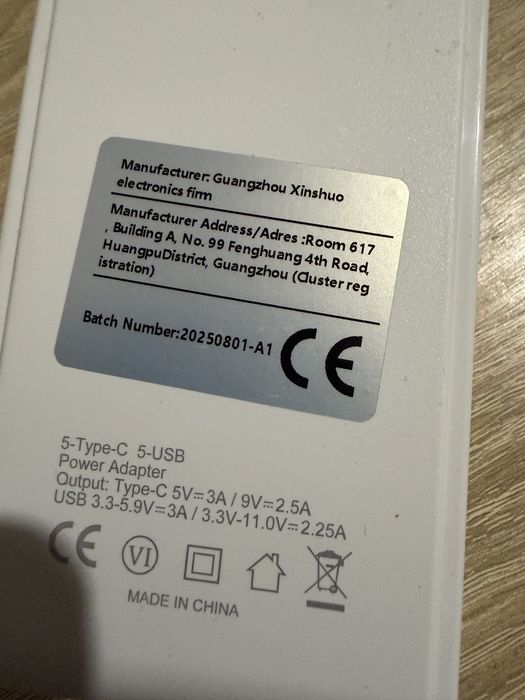 Manufacturer: Guangzhou Xinshuo
electronics firm
Manufacturer Address/Adres :Room 617
, Building A, No. 99 Fenghuang 4th Road,
HuangpuDistrict, Guangzhou (Cluster reg
istration)
Batch Number:20250801-A1
CE
5-Type-C 5-USB
Power Adapter
Output: Type-C 5V⎓3A / 9V⎓2.5A
USB 3.3-5.9V⎓3A / 3.3V-11.0V⎓2.25A
CE VI
MADE IN CHINA